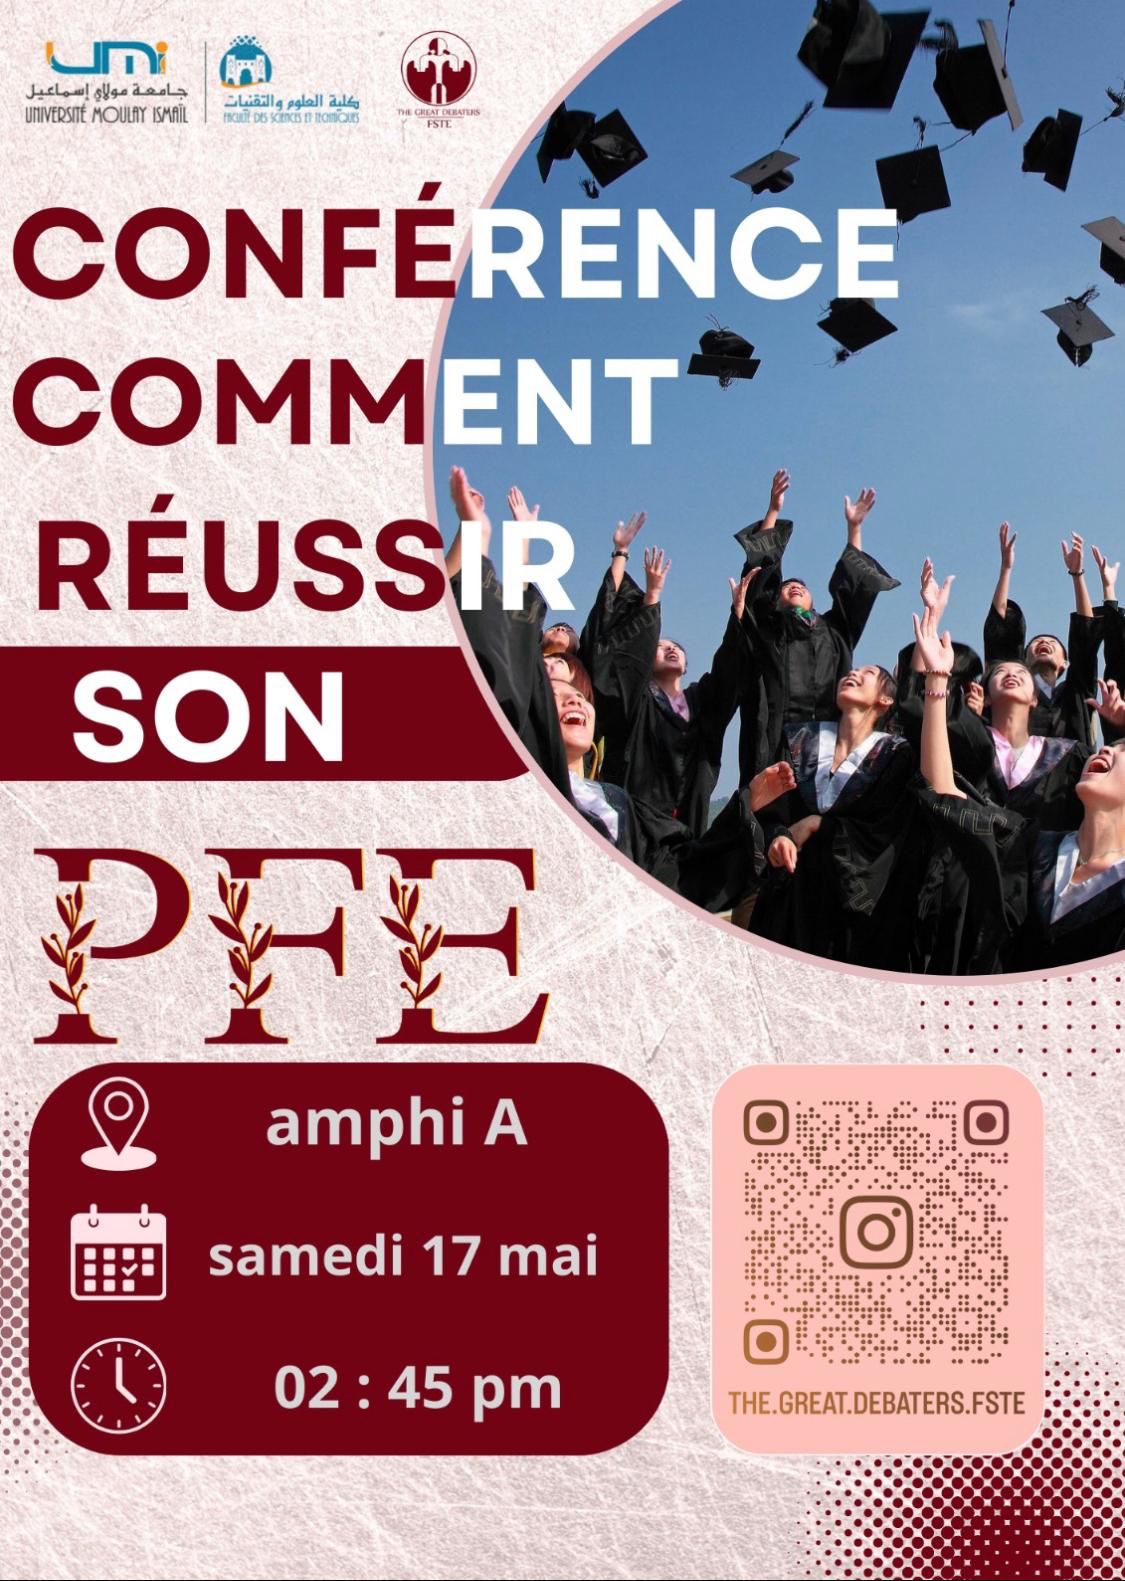 umi
جامعة مولاي إسماعيل
UNIVERSITÉ MOULAY ISMAÏL
كلية العلوم والتقنيات
FACULTÉ DES SCIENCES ET TECHNIQUES
THE GREAT DEBATERS
FSTE
CONFÉRENCE
COMMENT
RÉUSSIR
SON
PFE
amphi A
samedi 17 mai
02 : 45 pm
THE.GREAT.DEBATERS.FSTE